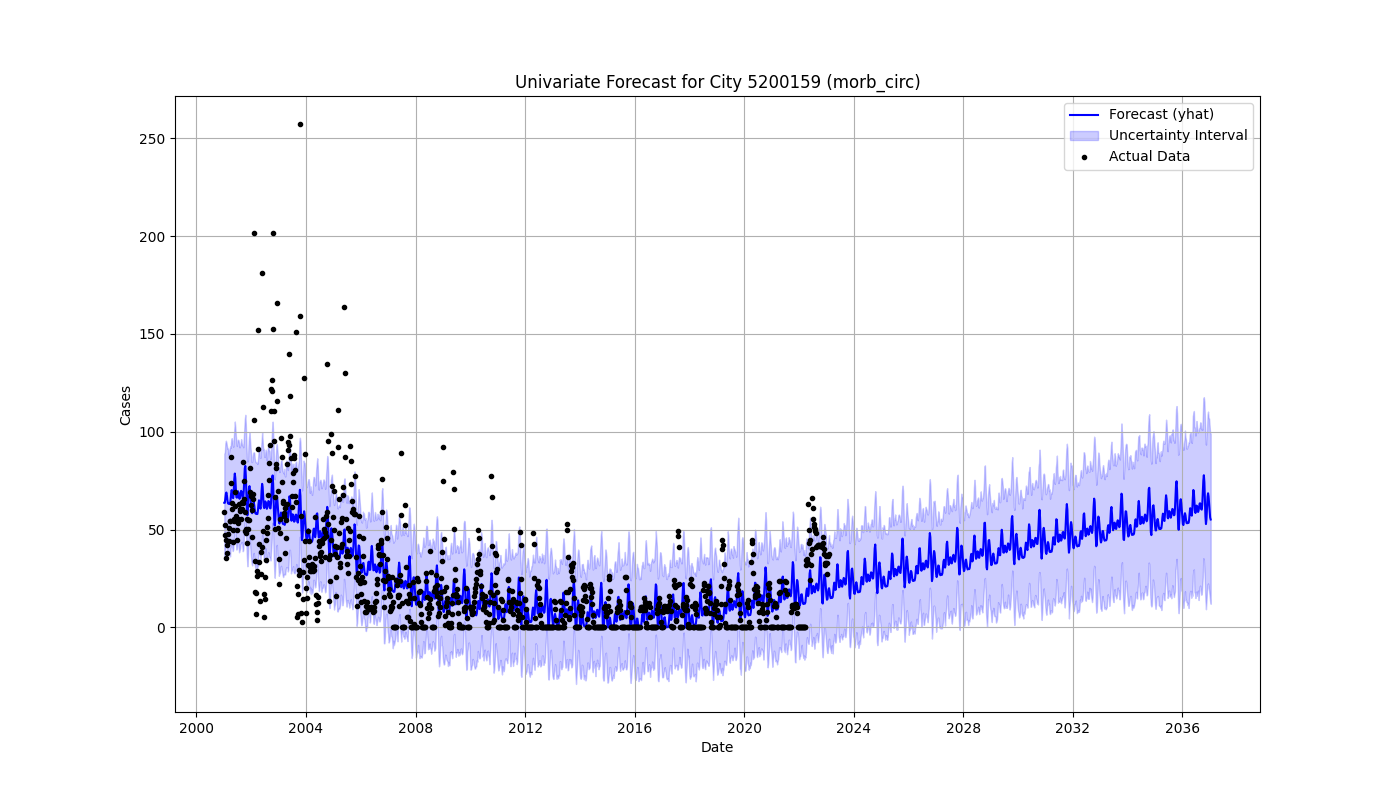 Univariate Forecast for City 5200159 (morb_circ)
Forecast (yhat)
Uncertainty Interval
Actual Data
250
200
150
100
50
0
Cases
2000 2004 2008 2012 2016 2020 2024 2028 2032 2036
Date